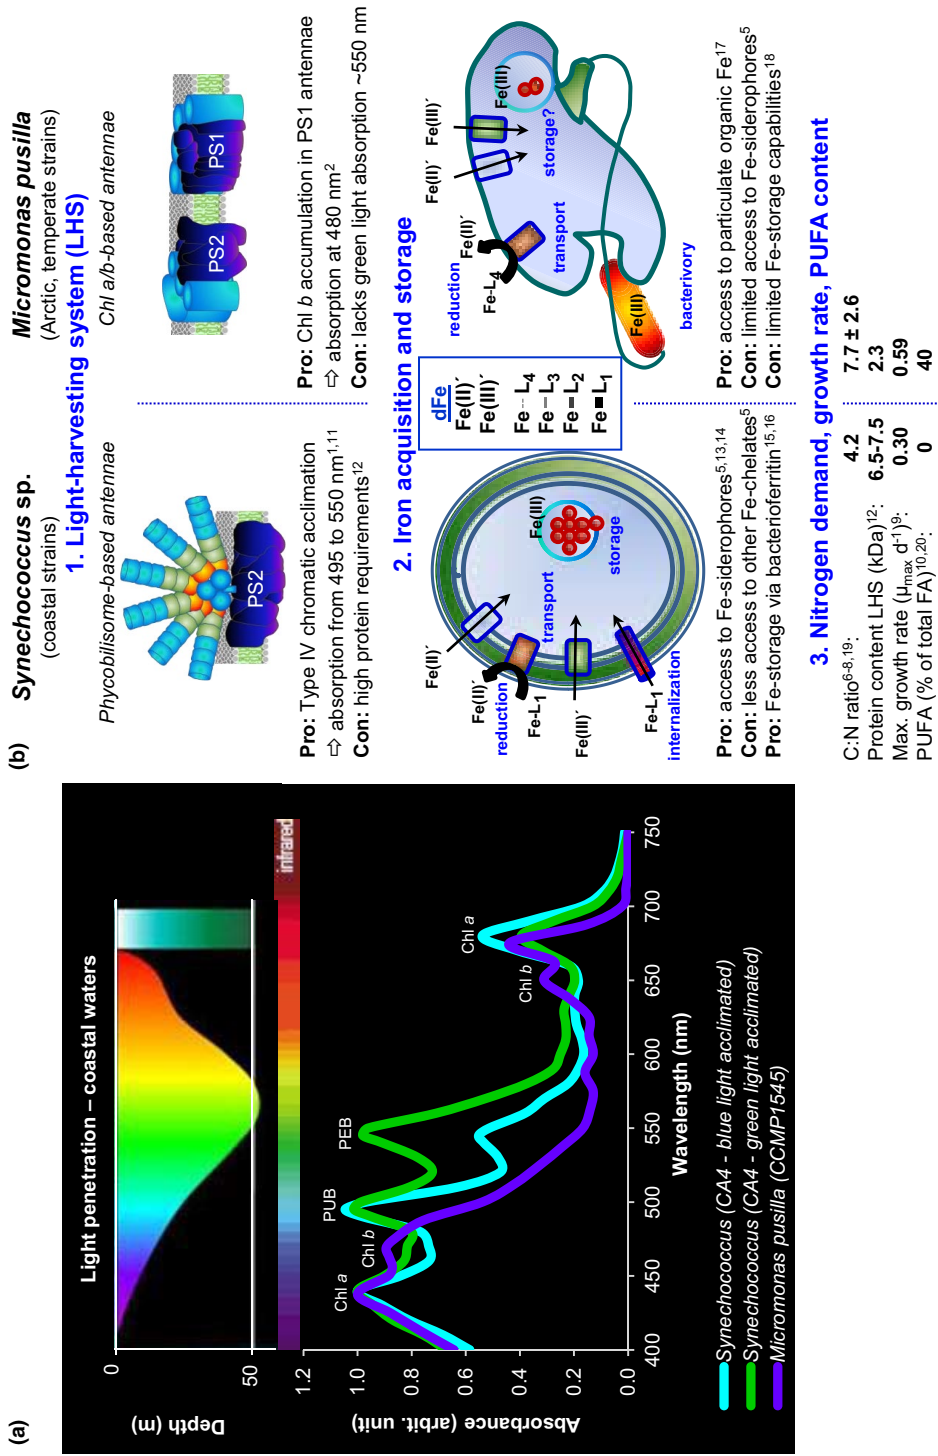 (a)
Light penetration – coastal waters
0
50
Depth (m)
infrared
1.2
1.0
0.8
0.6
0.4
0.2
0.0
Absorbance (arbit. unit)
Chl a
Chl b
PUB
PEB
Chl b
Chl a
400
450
500
550
600
650
700
750
Wavelength (nm)
Synechococcus (CA4 - blue light acclimated)
Synechococcus (CA4 - green light acclimated)
Micromonas pusilla (CCMP1545)
(b)
Synechococcus sp.
(coastal strains)
Micromonas pusilla
(Arctic, temperate strains)
1. Light-harvesting system (LHS)
Phycobilisome-based antennae
Chl a/b-based antennae
PS2
PS2
PS1
Pro: Type IV chromatic acclimation
⇨ absorption from 495 to 550 nm1,11
Con: high protein requirements12
Pro: Chl b accumulation in PS1 antennae
⇨ absorption at 480 nm2
Con: lacks green light absorption ~550 nm
2. Iron acquisition and storage
Fe(II)´
Fe(II)´
reduction
Fe-L1
Fe(III)´
Fe-L1
internalization
transport
Fe(III)
storage
dFe
Fe(II)´
Fe(III)´
Fe L4
Fe L3
Fe L2
Fe L1
reduction
Fe-L4
Fe(II)
transport
Fe(II)´
Fe(III)´
storage?
Fe(III)
Fe(III)
bacterivory
Pro: access to Fe-siderophores5,13,14
Con: less access to other Fe-chelates5
Pro: Fe-storage via bacterioferritin15,16
Pro: access to particulate organic Fe17
Con: limited access to Fe-siderophores5
Con: limited Fe-storage capabilities18
3. Nitrogen demand, growth rate, PUFA content
C:N ratio6-8,19: 4.2 7.7 ± 2.6
Protein content LHS (kDa)12: 6.5-7.5 2.3
Max. growth rate (μmax d-1)9: 0.30 0.59
PUFA (% of total FA)10,20: 0 40